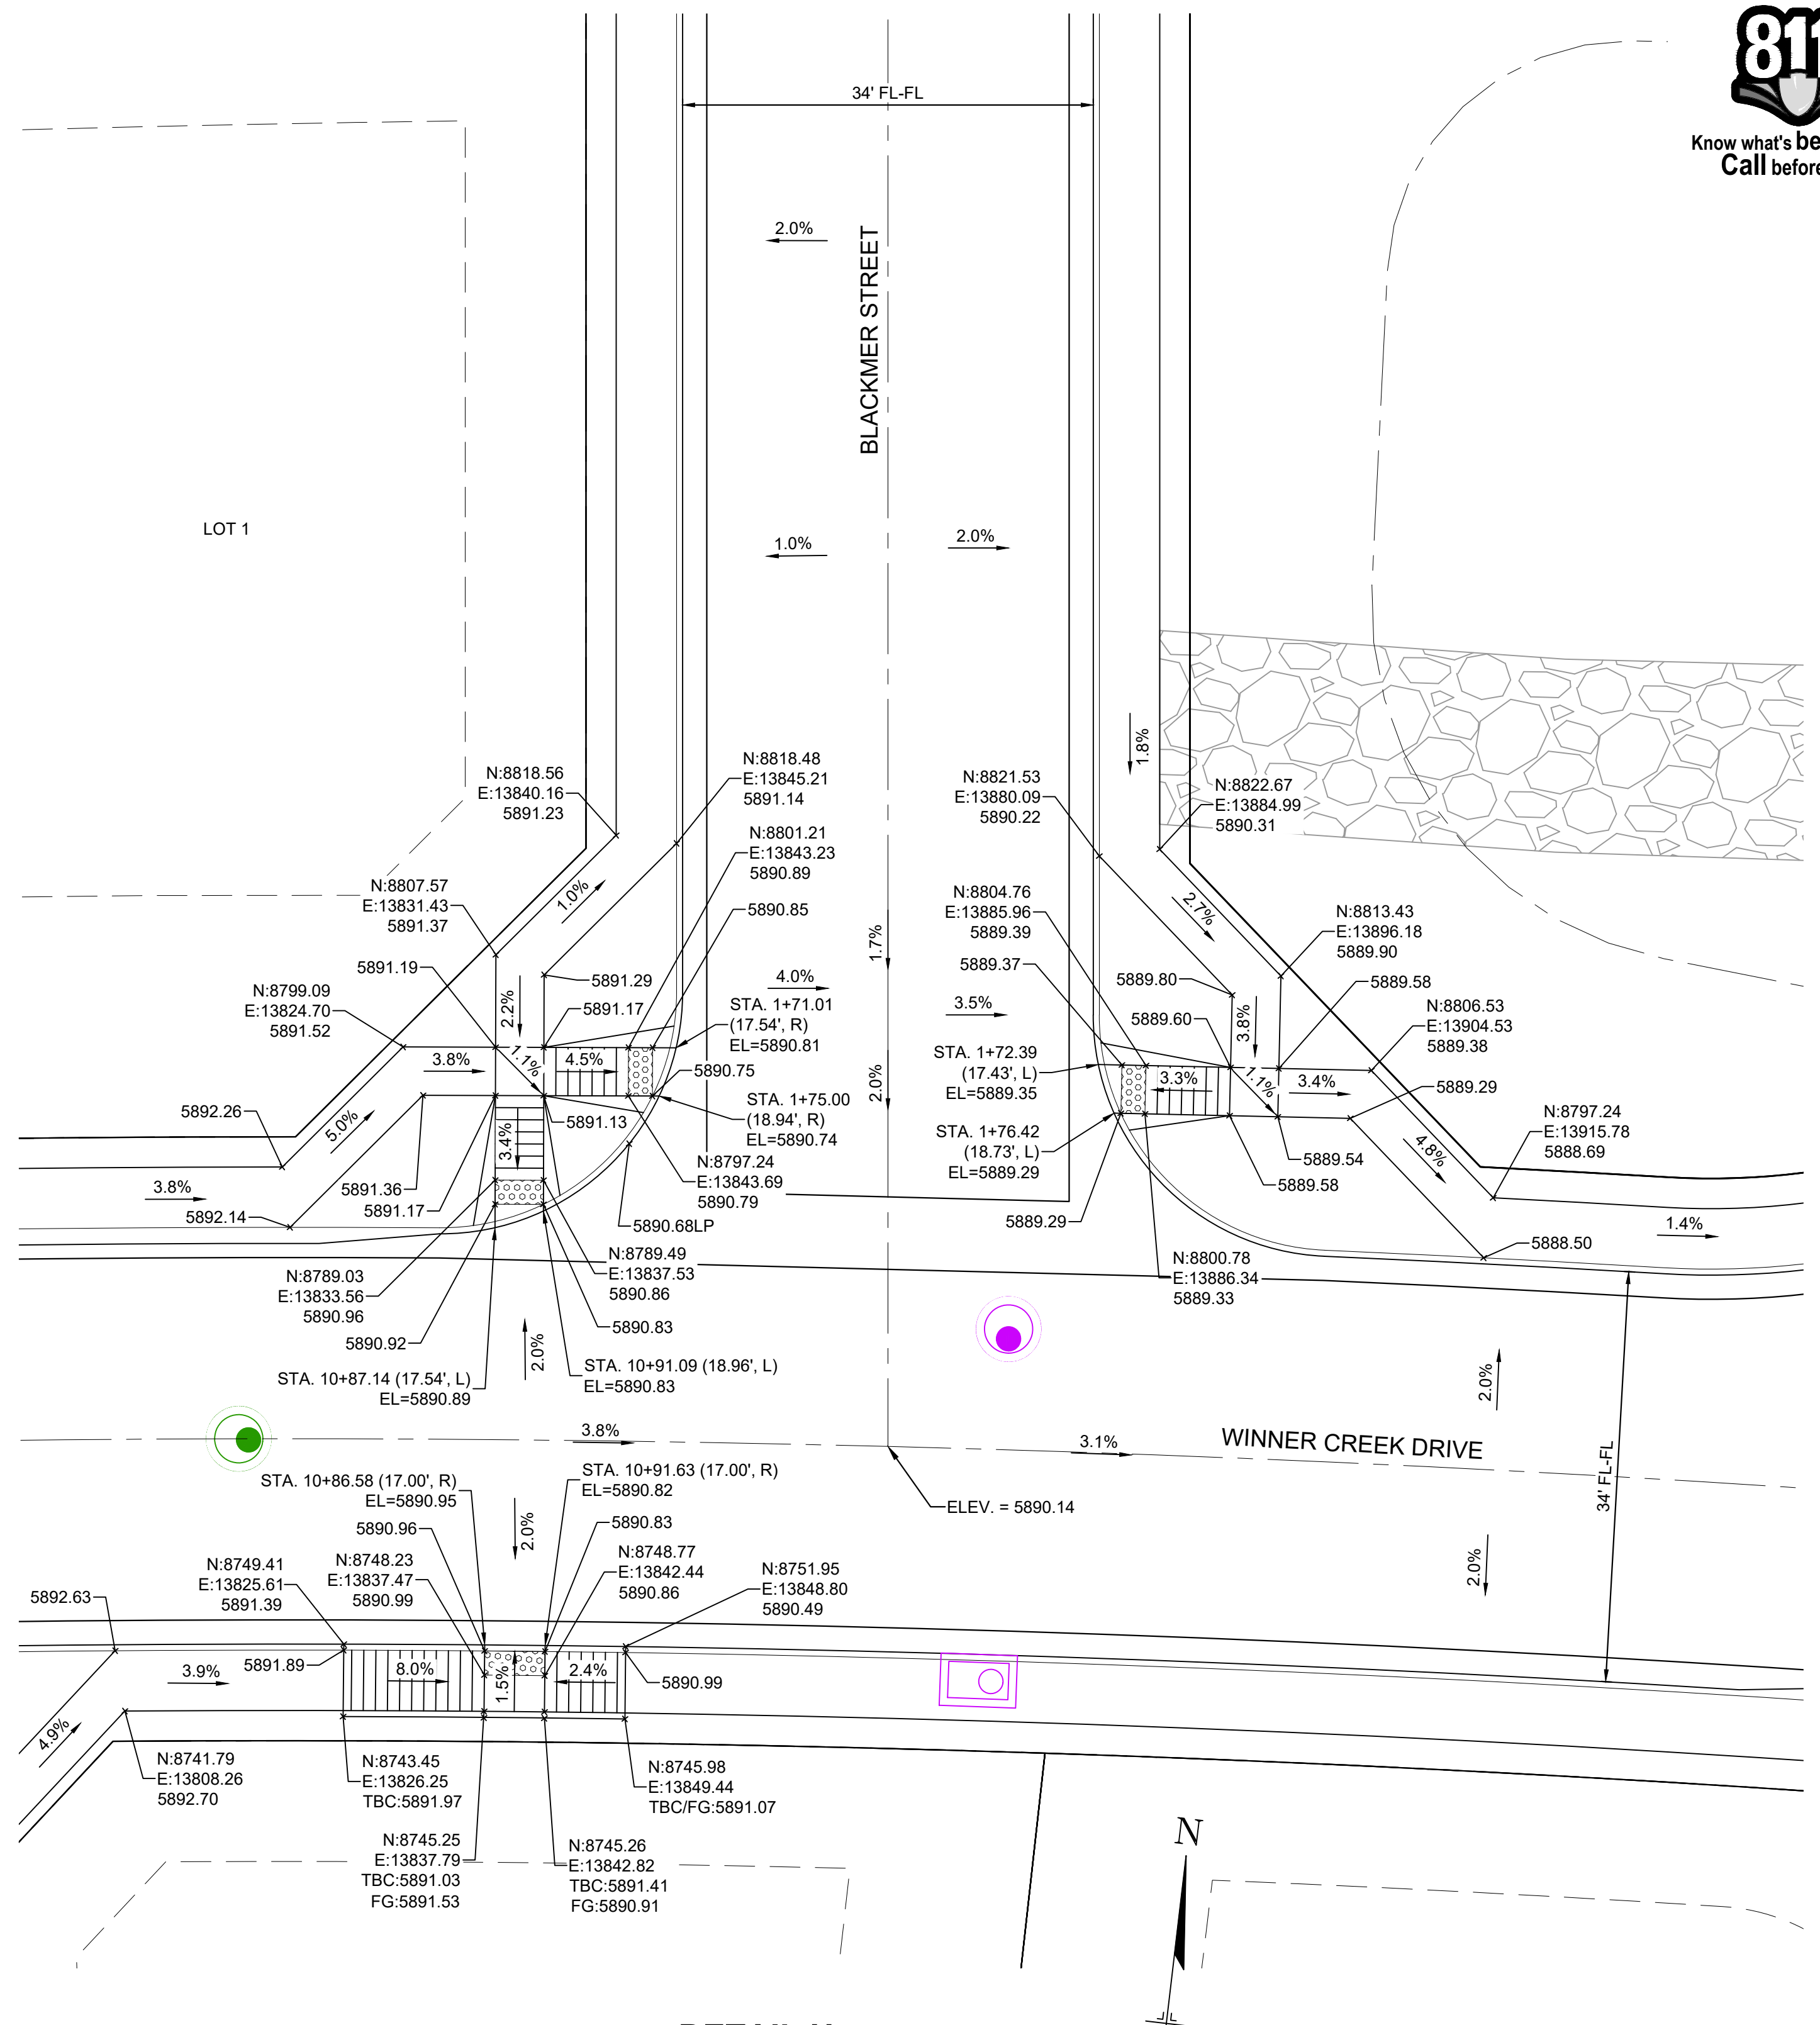 811
Know what's be
Call before
34' FL-FL
2.0%
BLACKMER STREET
LOT 1
1.0%
2.0%
1.8%
N:8818.56
E:13840.16
5891.23
N:8818.48
E:13845.21
5891.14
N:8821.53
E:13880.09
5890.22
N:8822.67
E:13884.99
5890.31
N:8801.21
E:13843.23
5890.89
N:8807.57
E:13831.43
5891.37
1.0%
5890.85
N:8804.76
E:13885.96
5889.39
2.7%
N:8813.43
E:13896.18
5889.90
1.7%
5891.19
5891.29
4.0%
5889.37
5889.80
5889.58
N:8799.09
E:13824.70
5891.52
2.2%
5891.17
STA. 1+71.01
(17.54', R)
EL=5890.81
3.5%
5889.60
3.8%
N:8806.53
E:13904.53
5889.38
3.8%
1.1%
4.5%
5890.75
2.0%
STA. 1+72.39
(17.43', L)
EL=5889.35
3.3%
1.1%
3.4%
5889.29
5892.26
5.0%
3.4%
5891.13
STA. 1+75.00
(18.94', R)
EL=5890.74
STA. 1+76.42
(18.73', L)
EL=5889.29
5889.54
4.8%
N:8797.24
E:13915.78
5888.69
N:8797.24
E:13843.69
5890.79
5889.58
3.8%
5891.36
5891.17
5892.14
5890.68LP
5889.29
1.4%
5888.50
N:8789.49
E:13837.53
5890.86
N:8800.78
E:13886.34
5889.33
N:8789.03
E:13833.56
5890.96
5890.92
5890.83
2.0%
STA. 10+87.14 (17.54', L)
EL=5890.89
STA. 10+91.09 (18.96', L)
EL=5890.83
2.0%
3.8%
3.1%
WINNER CREEK DRIVE
34' FL-FL
STA. 10+86.58 (17.00', R)
EL=5890.95
STA. 10+91.63 (17.00', R)
EL=5890.82
ELEV. = 5890.14
2.0%
5890.96
5890.83
2.0%
N:8749.41
E:13825.61
5891.39
N:8748.23
E:13837.47
5890.99
N:8748.77
E:13842.44
5890.86
N:8751.95
E:13848.80
5890.49
5892.63
3.9%
5891.89
8.0%
1.5%
2.4%
5890.99
4.9%
N:8741.79
E:13808.26
5892.70
N:8743.45
E:13826.25
TBC:5891.97
N:8745.98
E:13849.44
TBC/FG:5891.07
N:8745.25
E:13837.79
TBC:5891.03
FG:5891.53
N:8745.26
E:13842.82
TBC:5891.41
FG:5890.91
N